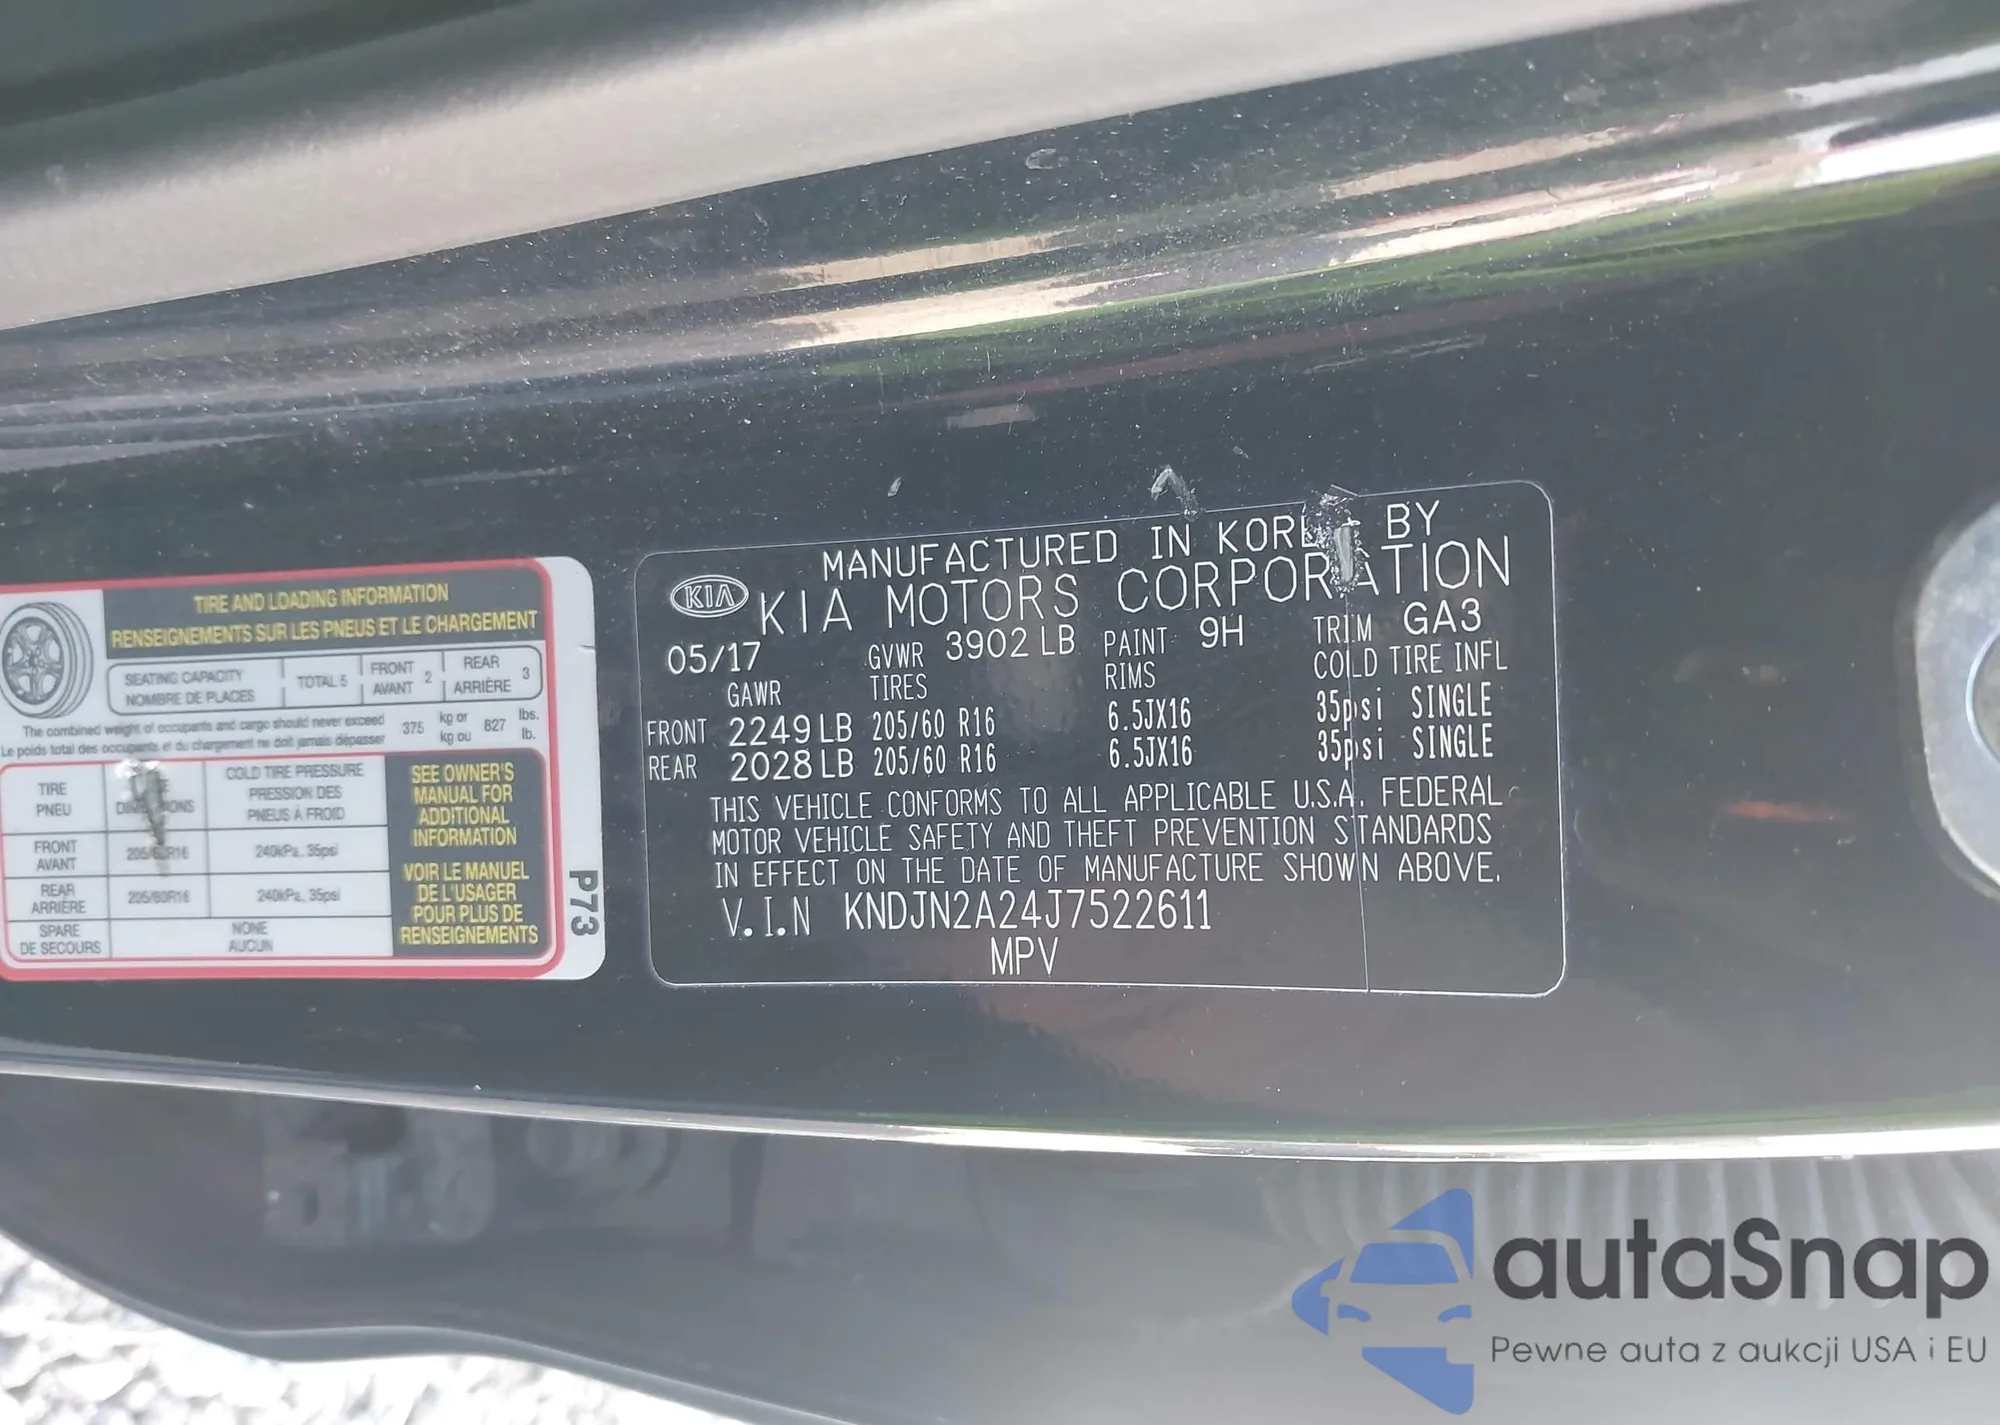 TIRE AND LOADING INFORMATION
RENSEIGNEMENTS SUR LES PNEUS ET LE CHARGEMENT
SEATING CAPACITY
NOMBRE DE PLACES
TOTAL 5
FRONT
AVANT
2
REAR
ARRIÈRE
3
The combined weight of occupants and cargo should never exceed
Le poids total des occupants et du chargement ne doit jamais dépasser
375
kg or
kg ou
827
lbs.
lb.
TIRE
PNEU
COLD TIRE PRESSURE
PRESSION DES
PNEUS À FROID
FRONT
AVANT
240kPa, 35psi
REAR
ARRIÈRE
205/60R16
240kPa, 35psi
SPARE
DE SECOURS
NONE
AUCUN
SEE OWNER'S
MANUAL FOR
ADDITIONAL
INFORMATION
VOIR LE MANUEL
DE L'USAGER
POUR PLUS DE
RENSEIGNEMENTS
P73
MANUFACTURED IN KOREA BY
KIA KIA MOTORS CORPORATION
05/17 GVWR 3902 LB PAINT 9H TRIM GA3
GAWR TIRES RIMS COLD TIRE INFL
FRONT 2249 LB 205/60 R16 6.5JX16 35psi SINGLE
REAR 2028 LB 205/60 R16 6.5JX16 35psi SINGLE
THIS VEHICLE CONFORMS TO ALL APPLICABLE U.S.A. FEDERAL
MOTOR VEHICLE SAFETY AND THEFT PREVENTION STANDARDS
IN EFFECT ON THE DATE OF MANUFACTURE SHOWN ABOVE.
V.I.N KNDJN2A24J7522611
MPV
autaSnap
Pewne auta z aukcji USA i EU